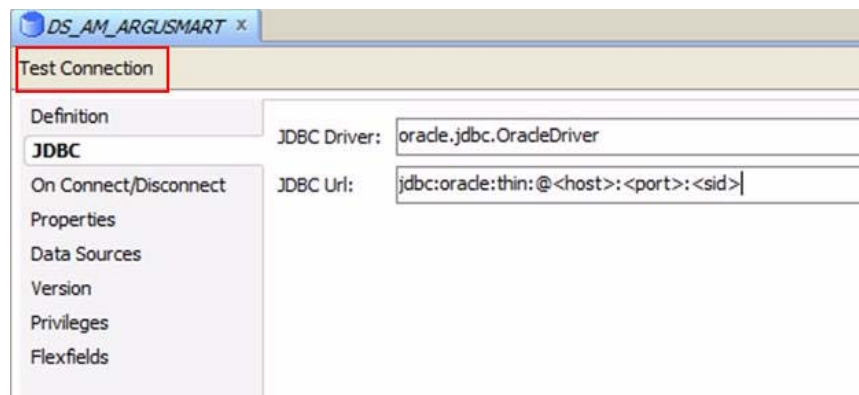 DS_AM_ARGUSMART x
Test Connection
Definition
JDBC
On Connect/Disconnect
Properties
Data Sources
Version
Privileges
Flexfields
JDBC Driver: oracle.jdbc.OracleDriver
JDBC Url: jdbc:oracle:thin:@<host>:<port>:<sid>